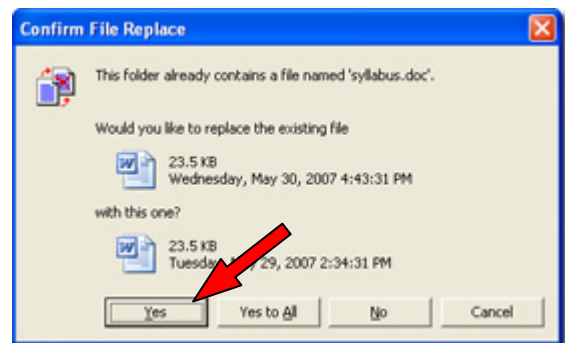 Confirm File Replace
This folder already contains a file named 'syllabus.doc'.
Would you like to replace the existing file
23.5 KB
Wednesday, May 30, 2007 4:43:31 PM
with this one?
23.5 KB
Tuesday, 29, 2007 2:34:31 PM
Yes
Yes to All
No
Cancel